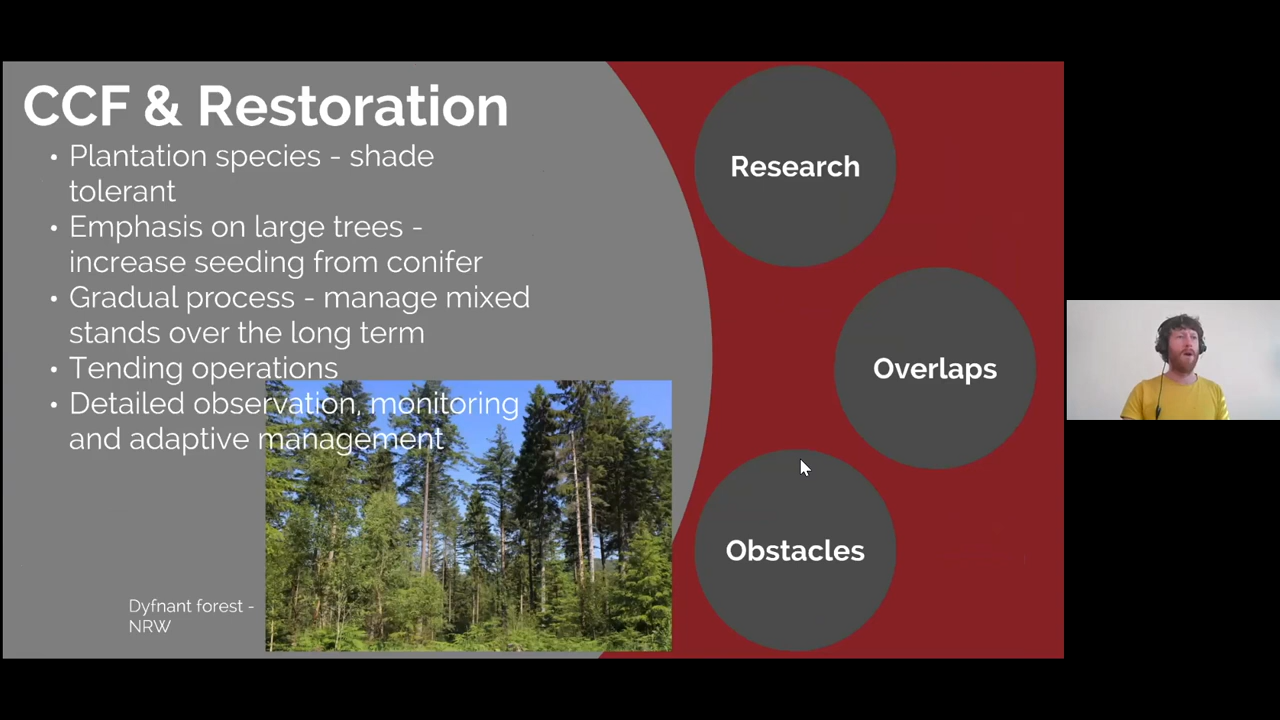 CCF & Restoration
• Plantation species - shade
tolerant
• Emphasis on large trees -
increase seeding from conifer
• Gradual process - manage mixed
stands over the long term
• Tending operations
• Detailed observation, monitoring
and adaptive management
Dyfnant forest -
NRW
Research
Overlaps
Obstacles